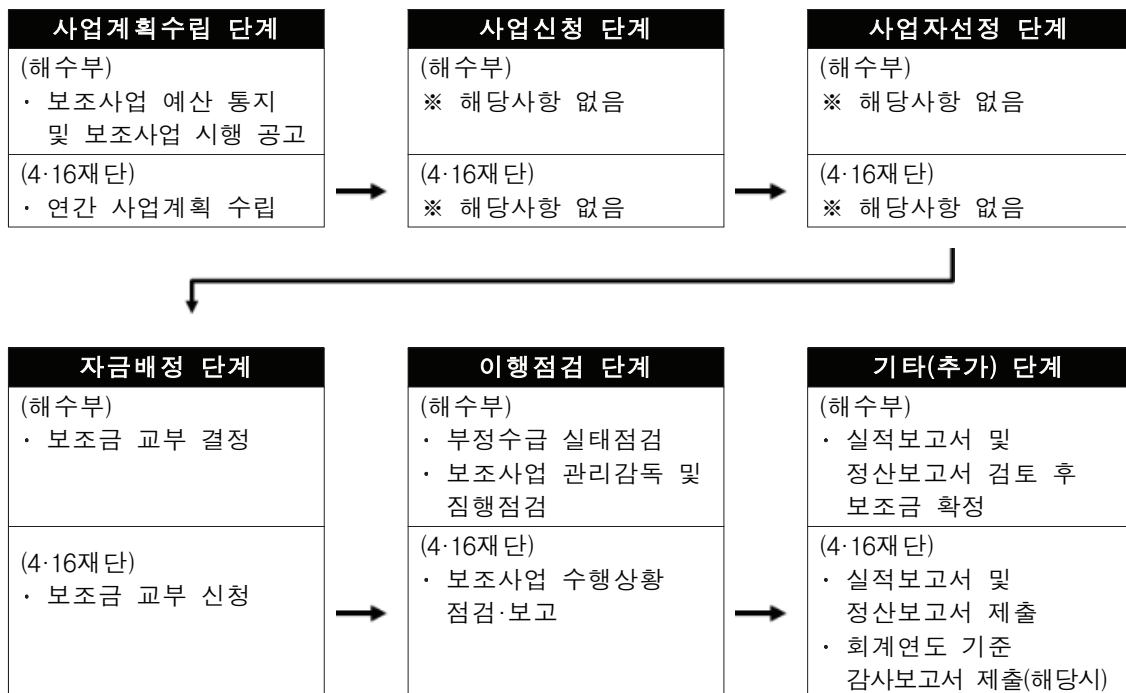 사업계획수립 단계
(해수부)
· 보조사업 예산 통지
및 보조사업 시행 공고
(4·16재단)
· 연간 사업계획 수립
사업신청 단계
(해수부)
※ 해당사항 없음
(4·16재단)
※ 해당사항 없음
사업자선정 단계
(해수부)
※ 해당사항 없음
(4·16재단)
※ 해당사항 없음
자금배정 단계
(해수부)
· 보조금 교부 결정
(4·16재단)
· 보조금 교부 신청
이행점검 단계
(해수부)
· 부정수급 실태점검
· 보조사업 관리감독 및
짐행점검
(4·16재단)
· 보조사업 수행상황
점검·보고
기타(추가) 단계
(해수부)
· 실적보고서 및
정산보고서 검토 후
보조금 확정
(4·16재단)
· 실적보고서 및
정산보고서 제출
· 회계연도 기준
감사보고서 제출(해당시)